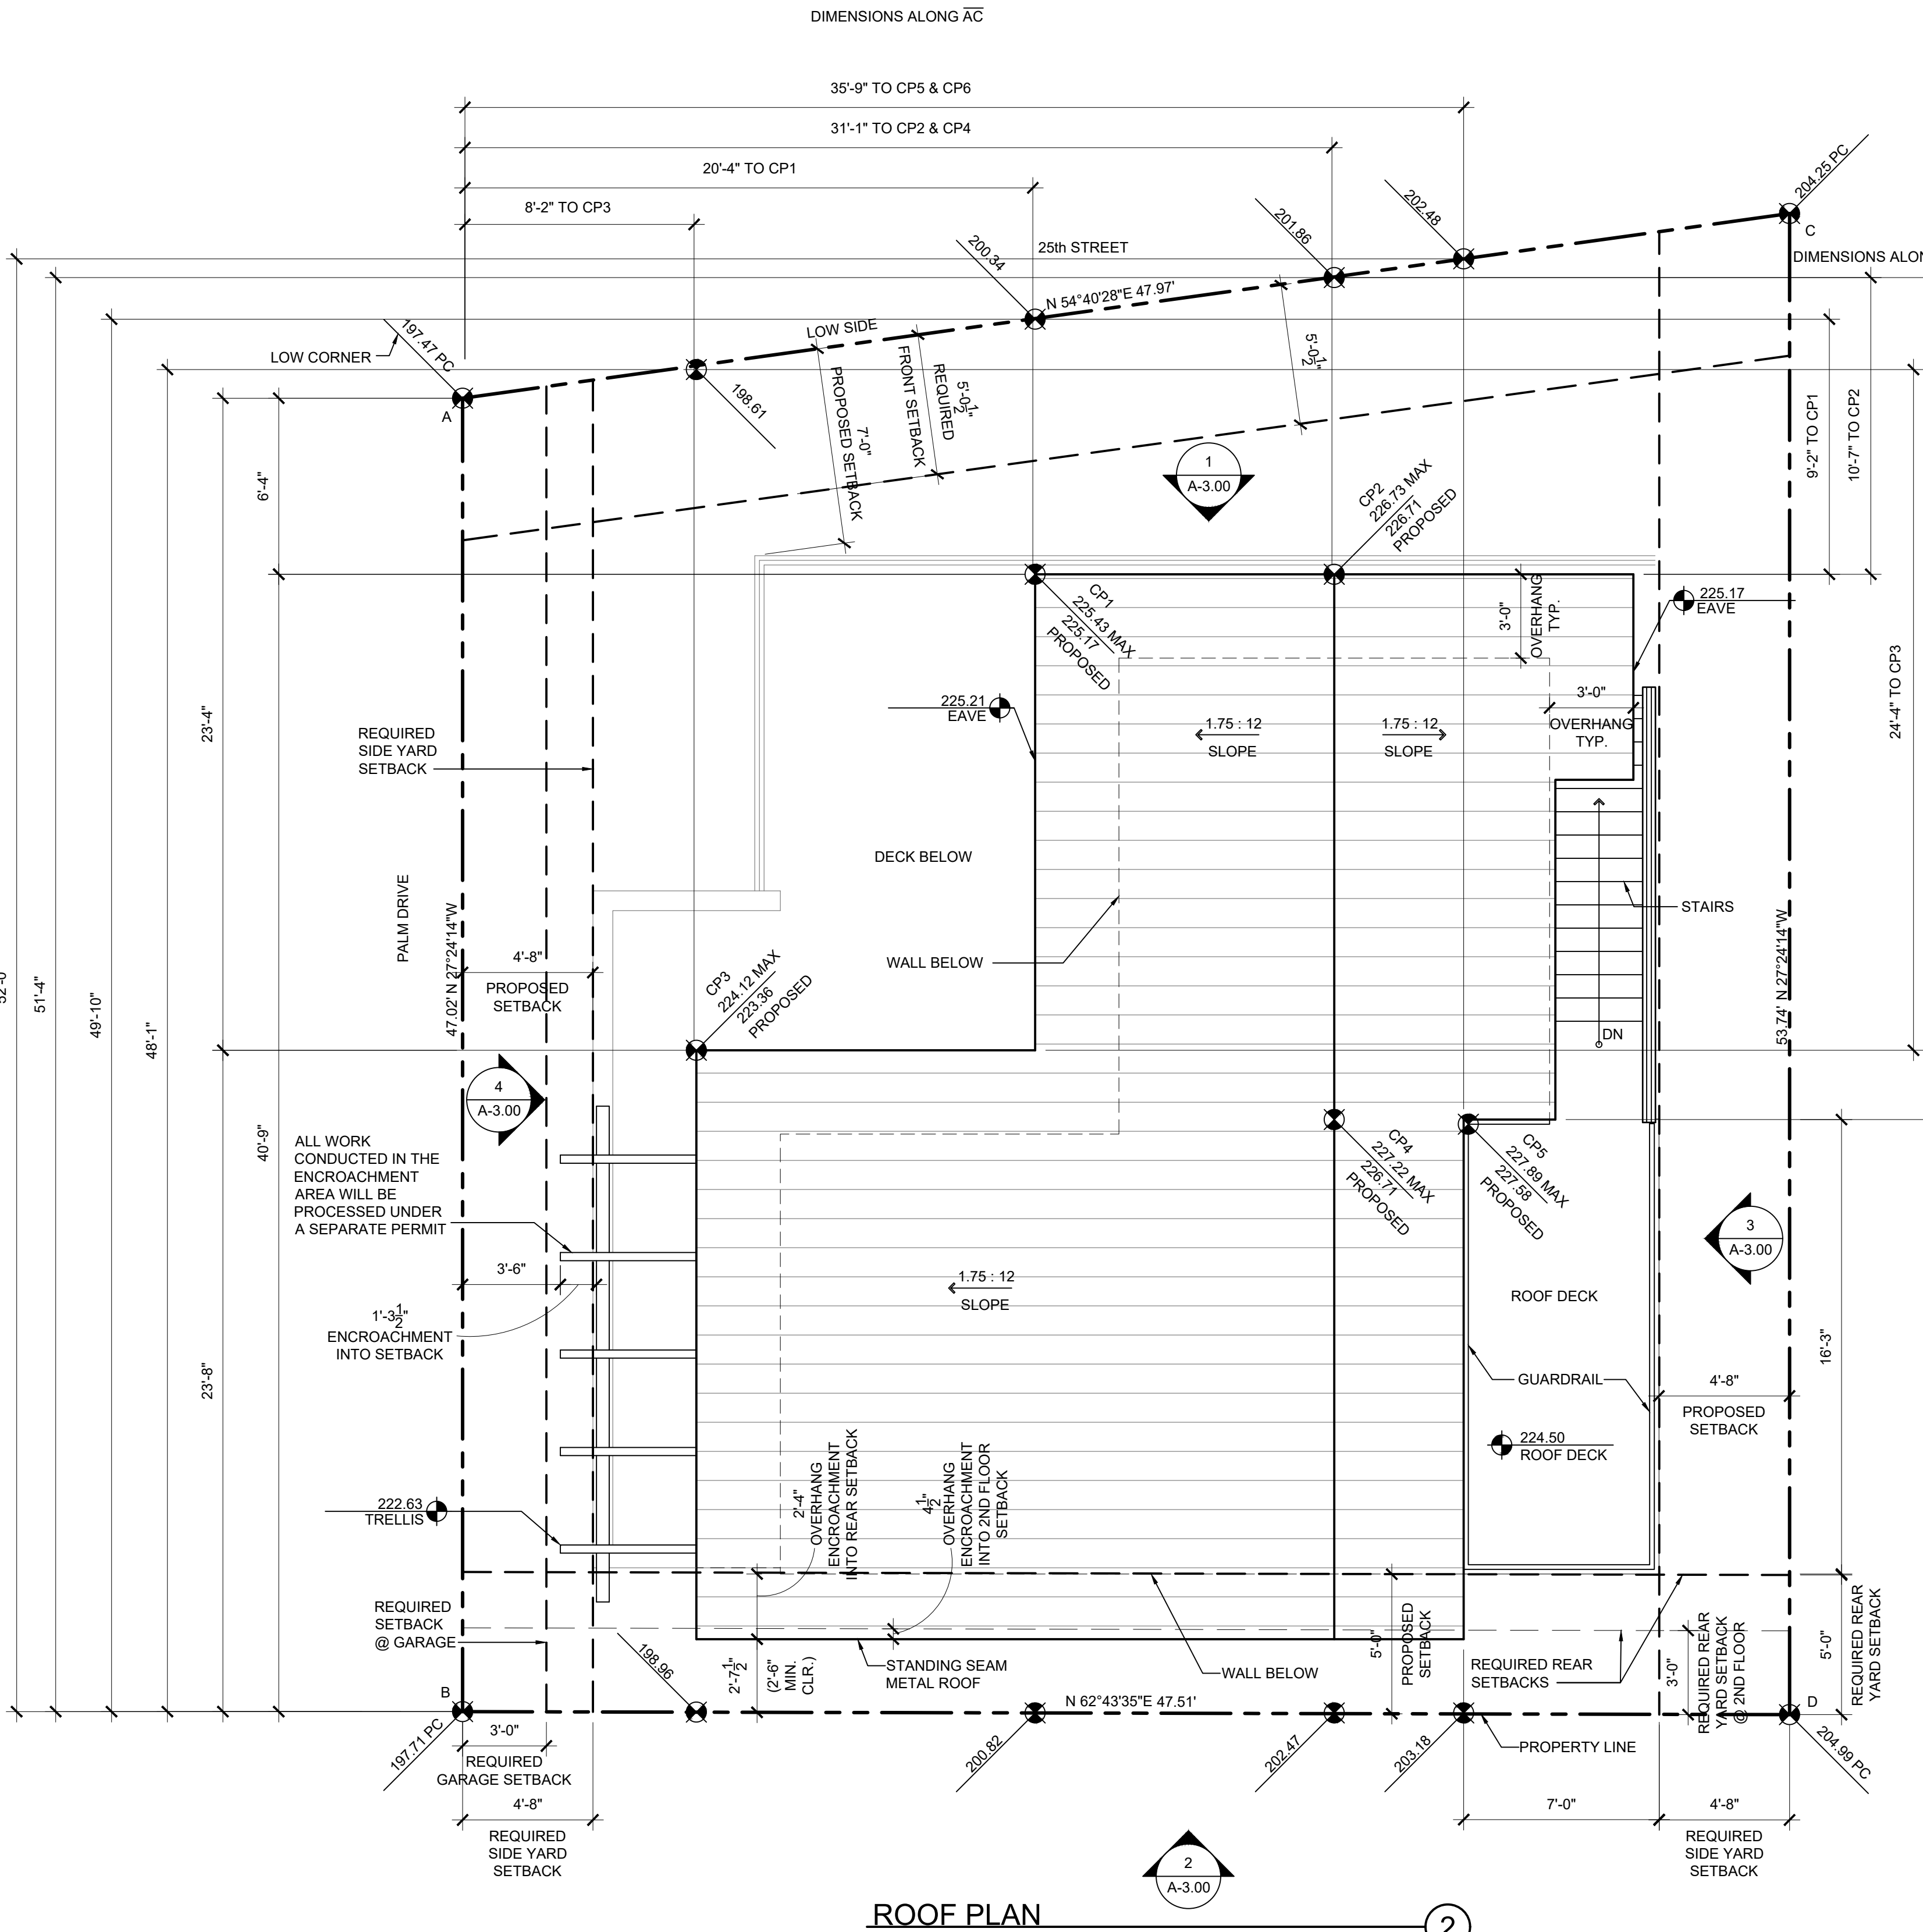 DIMENSIONS ALONG AC
35'-9" TO CP5 & CP6
31'-1" TO CP2 & CP4
20'-4" TO CP1
8'-2" TO CP3
204.25 PC
C
202.48
201.86
200.34
25th STREET
DIMENSIONS ALON
N 54°40'28"E 47.97'
LOW SIDE
LOW CORNER
197.47 PC
A
198.61
PROPOSED SETBACK
7'-0"
FRONT SETBACK
REQUIRED
5'-0 1/2"
5'-0 1/2"
1
A-3.00
9'-2" TO CP1
10'-7" TO CP2
24'-4" TO CP3
6'-4"
23'-4"
40'-9"
23'-8"
48'-1"
49'-10"
51'-4"
52'-0"
CP2
226.73 MAX
226.71
PROPOSED
CP1
225.43 MAX
225.17
PROPOSED
3'-0"
OVERHANG
TYP.
225.17
EAVE
225.21
EAVE
3'-0"
OVERHANG
TYP.
1.75 : 12
SLOPE
1.75 : 12
SLOPE
REQUIRED
SIDE YARD
SETBACK
DECK BELOW
PALM DRIVE
47.02' N 27°24'14"W
STAIRS
53.74' N 27°24'14"W
WALL BELOW
4'-8"
PROPOSED
SETBACK
CP3
224.12 MAX
223.36
PROPOSED
DN
4
A-3.00
ALL WORK
CONDUCTED IN THE
ENCROACHMENT
AREA WILL BE
PROCESSED UNDER
A SEPARATE PERMIT
CP4
227.22 MAX
226.71
PROPOSED
CP5
227.89 MAX
227.58
PROPOSED
3
A-3.00
3'-6"
1'-3 1/2"
ENCROACHMENT
INTO SETBACK
1.75 : 12
SLOPE
ROOF DECK
16'-3"
GUARDRAIL
4'-8"
PROPOSED
SETBACK
224.50
ROOF DECK
222.63
TRELLIS
2'-4"
OVERHANG
ENCROACHMENT
INTO REAR SETBACK
4 1/2"
OVERHANG
ENCROACHMENT
INTO 2ND FLOOR
SETBACK
REQUIRED
SETBACK
@ GARAGE
198.96
2'-7 1/2"
(2'-6"
MIN.
CLR.)
STANDING SEAM
METAL ROOF
WALL BELOW
5'-0"
PROPOSED
SETBACK
REQUIRED REAR
SETBACKS
3'-0"
REQUIRED REAR
YARD SETBACK
@ 2ND FLOOR
5'-0"
REQUIRED REAR
YARD SETBACK
B
N 62°43'35"E 47.51'
D
197.71 PC
3'-0"
REQUIRED
GARAGE SETBACK
200.82
202.47
203.18
PROPERTY LINE
204.99 PC
4'-8"
REQUIRED
SIDE YARD
SETBACK
7'-0"
4'-8"
REQUIRED
SIDE YARD
SETBACK
2
A-3.00
ROOF PLAN
2